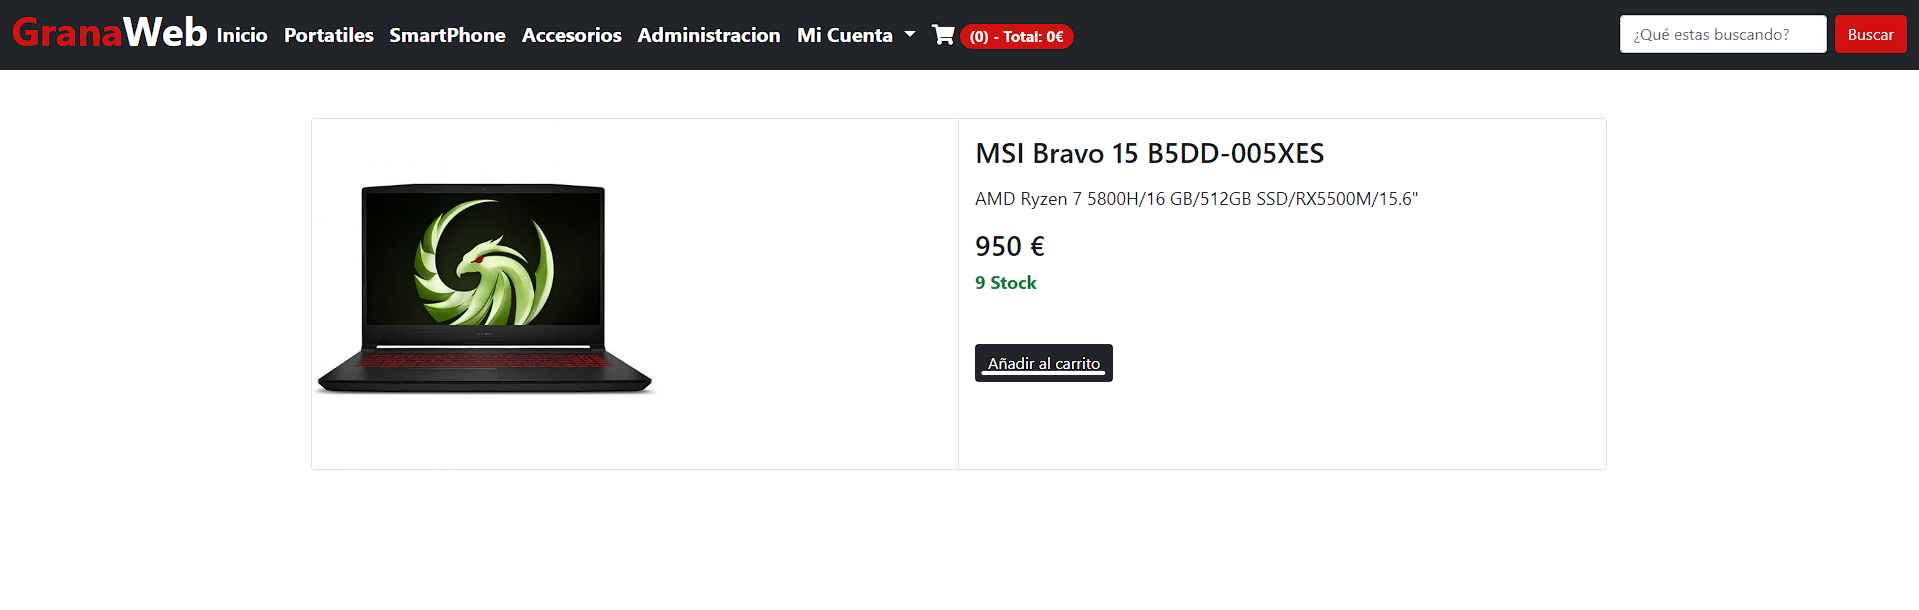 GranaWeb Inicio Portatiles SmartPhone Accesorios Administracion Mi Cuenta (0) - Total: 0€ ¿Qué estas buscando? Buscar
MSI Bravo 15 B5DD-005XES
AMD Ryzen 7 5800H/16 GB/512GB SSD/RX5500M/15.6"
950 €
9 Stock
Añadir al carrito